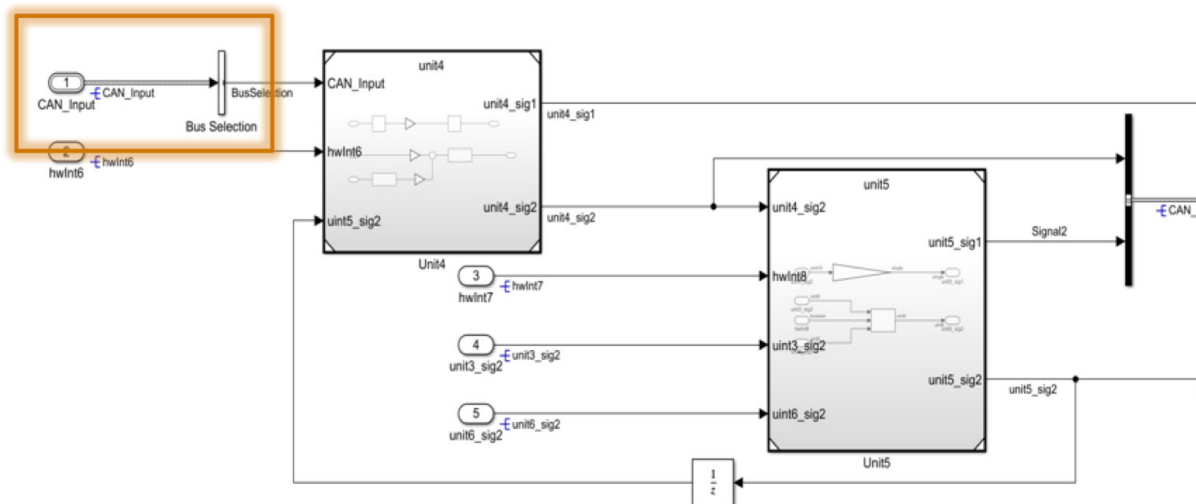 1
CAN_Input
CAN_Input
BusSelection
Bus Selection
2
hwInt6
hwInt6
unit4
CAN_Input
hwInt6
uint5_sig2
unit4_sig1
unit4_sig2
Unit4
unit4_sig1
unit4_sig2
3
hwInt7
hwInt7
4
unit3_sig2
unit3_sig2
5
unit6_sig2
unit6_sig2
unit5
unit4_sig2
hwInt8
uint3_sig2
uint6_sig2
unit5_sig1
unit5_sig2
Unit5
Signal2
unit5_sig2
CAN_
1
z